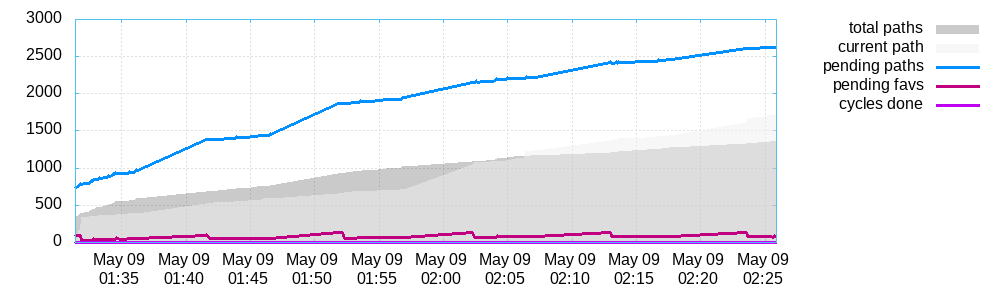 3000
2500
2000
1500
1000
500
0
May 09 May 09 May 09 May 09 May 09 May 09 May 09 May 09 May 09 May 09 May 09
01:35 01:40 01:45 01:50 01:55 02:00 02:05 02:10 02:15 02:20 02:25
total paths
current path
pending paths
pending favs
cycles done